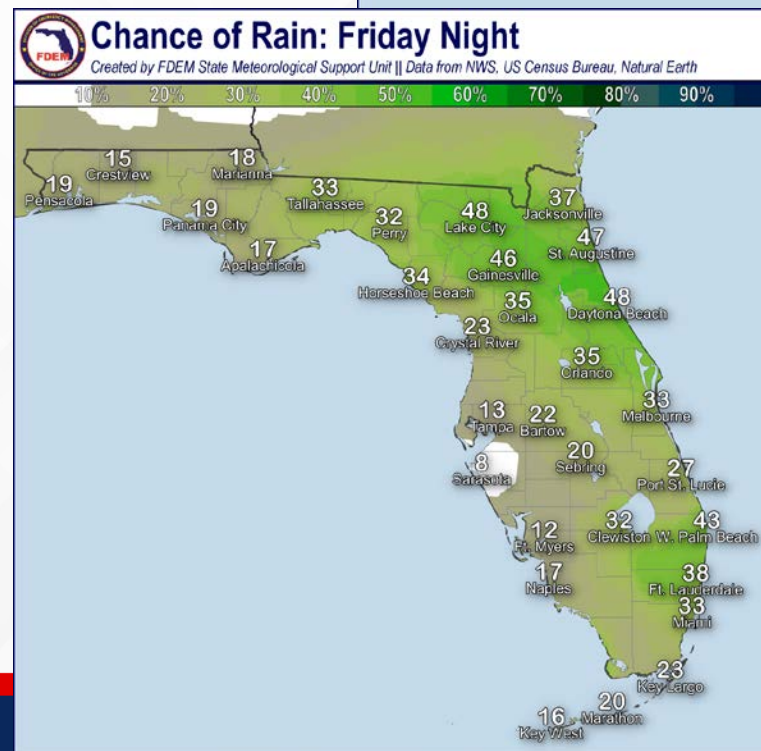 FDEM
Chance of Rain: Friday Night
Created by FDEM State Meteorological Support Unit || Data from NWS, US Census Bureau, Natural Earth
10% 20% 30% 40% 50% 60% 70% 80% 90%
15
Crestview
18
Marianna
19
Pensacola
33
Tallahassee
37
Jacksonville
19
Panama City
32
Perry
48
Lake City
47
St. Augustine
17
Apalachicola
46
Gainesville
34
Horseshoe Beach
35
Ocala
48
Daytona Beach
23
Crystal River
35
Orlando
33
Melbourne
13
Tampa
22
Bartow
8
Sarasota
20
Sebring
27
Port St. Lucie
12
Ft. Myers
32
Clewiston
43
W. Palm Beach
17
Naples
38
Ft. Lauderdale
33
Miami
23
Key Largo
20
Marathon
16
Key West